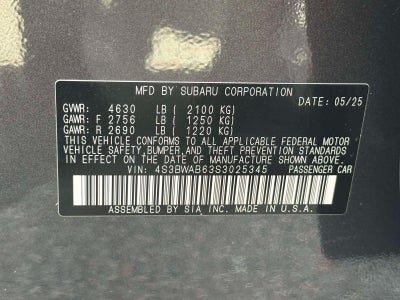 MFD BY SUBARU CORPORATION
DATE: 05/25
GVWR: 4630 LB ( 2100 KG)
GAWR: F 2756 LB ( 1250 KG)
GAWR: R 2690 LB ( 1220 KG)
THIS VEHICLE CONFORMS TO ALL APPLICABLE FEDERAL MOTOR
VEHICLE SAFETY,BUMPER,AND THEFT PREVENTION STANDARDS
IN EFFECT ON THE DATE OF MANUFACTURE SHOWN ABOVE.
VIN: 4S3BWAB63S3025345 PASSENGER CAR
ASSEMBLED BY SIA INC. MADE IN U.S.A.